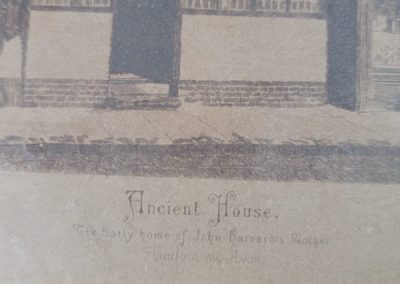 Ancient House.
The Early home of John Harvard's Mother
Stratford on Avon